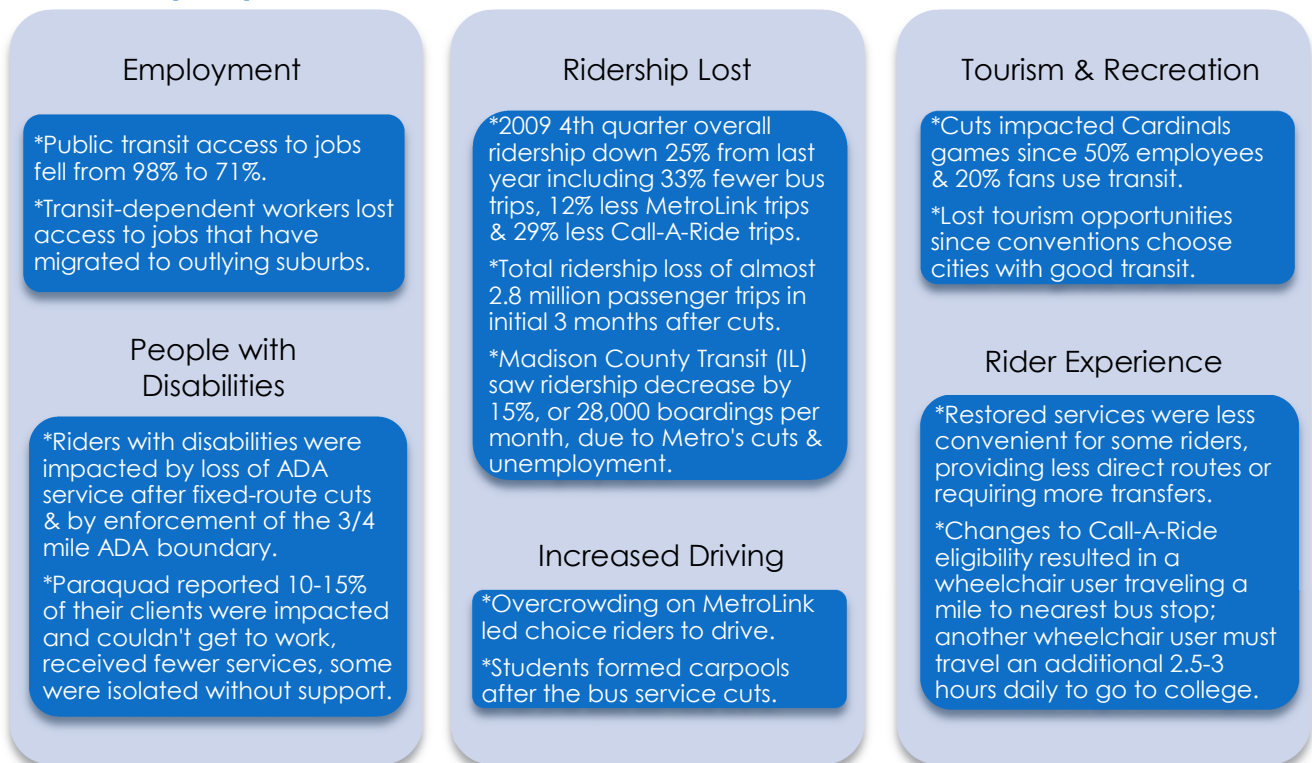 Employment
*Public transit access to jobs
fell from 98% to 71%.
*Transit-dependent workers lost
access to jobs that have
migrated to outlying suburbs.
People with
Disabilities
*Riders with disabilities were
impacted by loss of ADA
service after fixed-route cuts
& by enforcement of the 3/4
mile ADA boundary.
*Paraquad reported 10-15%
of their clients were impacted
and couldn't get to work,
received fewer services, some
were isolated without support.
Ridership Lost
*2009 4th quarter overall
ridership down 25% from last
year including 33% fewer bus
trips, 12% less MetroLink trips
& 29% less Call-A-Ride trips.
*Total ridership loss of almost
2.8 million passenger trips in
initial 3 months after cuts.
*Madison County Transit (IL)
saw ridership decrease by
15%, or 28,000 boardings per
month, due to Metro's cuts &
unemployment.
Increased Driving
*Overcrowding on MetroLink
led choice riders to drive.
*Students formed carpools
after the bus service cuts.
Tourism & Recreation
*Cuts impacted Cardinals
games since 50% employees
& 20% fans use transit.
*Lost tourism opportunities
since conventions choose
cities with good transit.
Rider Experience
*Restored services were less
convenient for some riders,
providing less direct routes or
requiring more transfers.
*Changes to Call-A-Ride
eligibility resulted in a
wheelchair user traveling a
mile to nearest bus stop;
another wheelchair user must
travel an additional 2.5-3
hours daily to go to college.